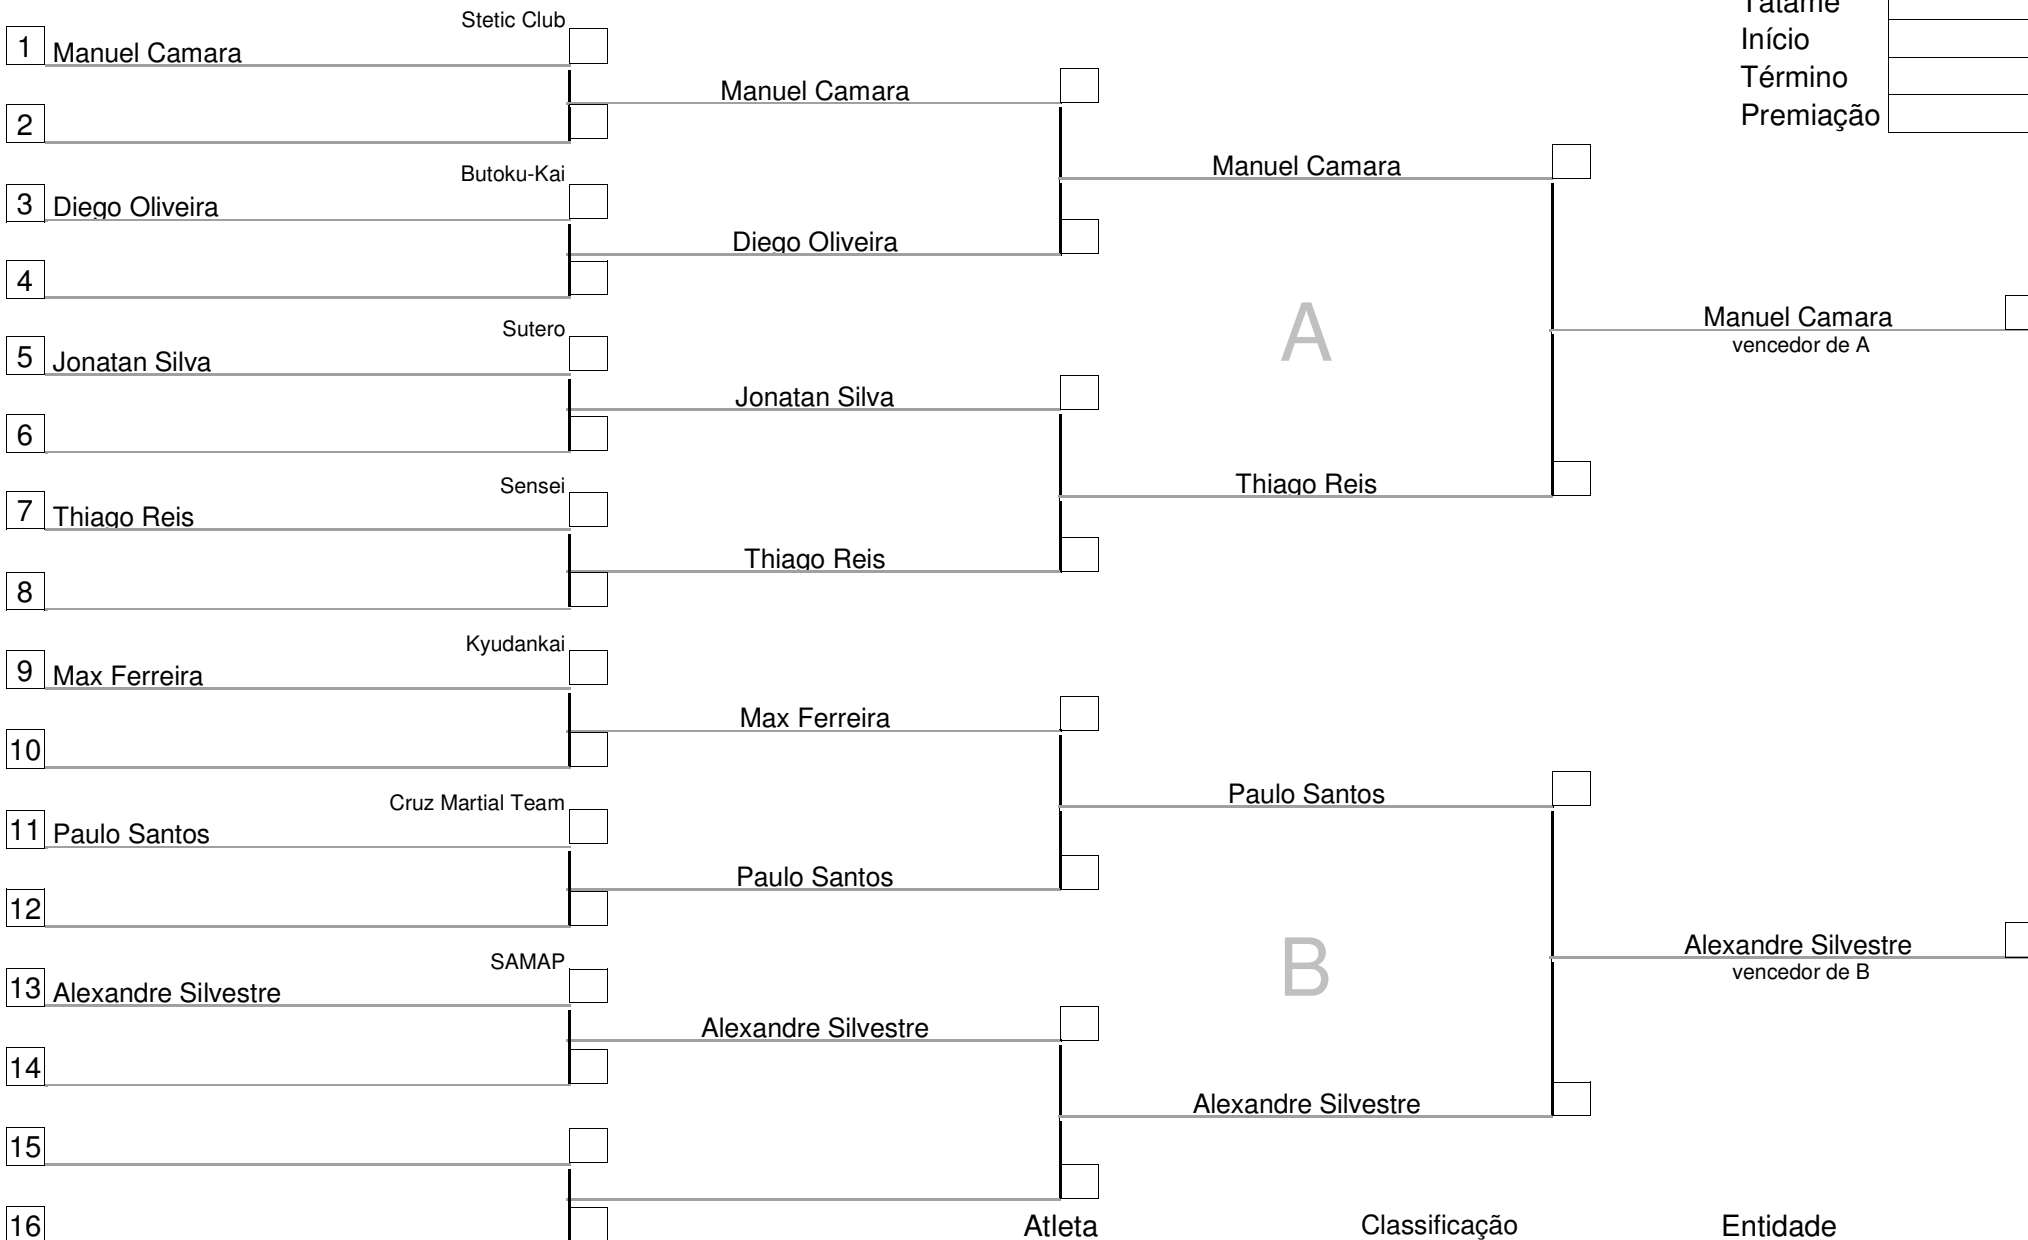 Tatame
Stetic Club
1 Manuel Camara
Início
Manuel Camara
Término
2
Premiação
Manuel Camara
Butoku-Kai
3 Diego Oliveira
Diego Oliveira
4
Manuel Camara
vencedor de A
A
Sutero
5 Jonatan Silva
Jonatan Silva
6
Sensei
Thiago Reis
7 Thiago Reis
Thiago Reis
8
Kyudankai
9 Max Ferreira
Max Ferreira
10
Paulo Santos
Cruz Martial Team
11 Paulo Santos
Paulo Santos
12
Alexandre Silvestre
vencedor de B
B
SAMAP
13 Alexandre Silvestre
Alexandre Silvestre
14
Alexandre Silvestre
15
16
Atleta Classificação Entidade